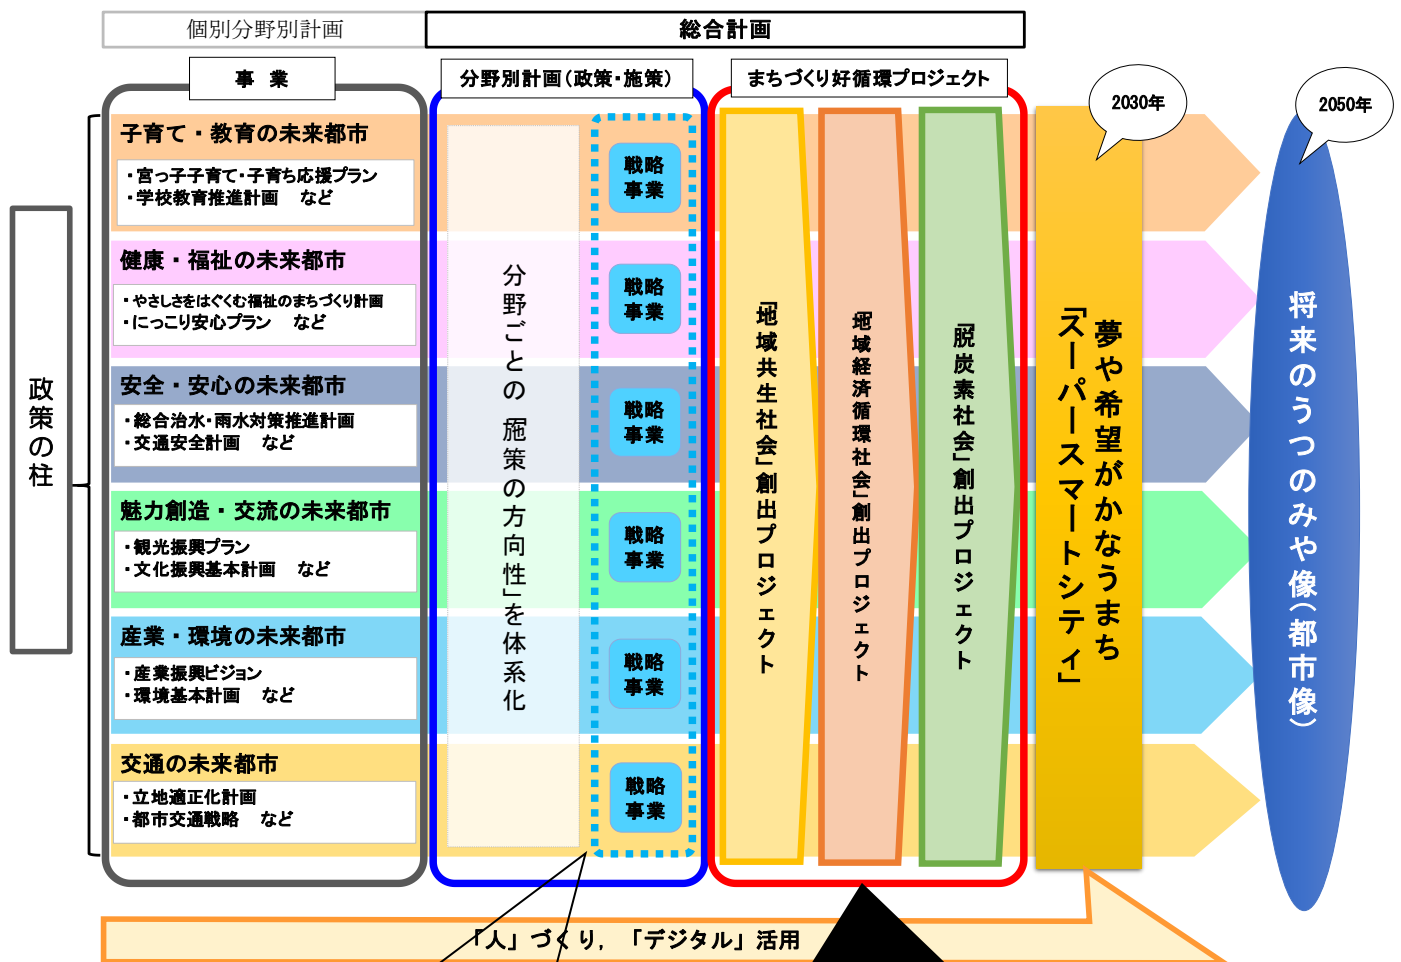 個別分野別計画
総合計画
事　業
分野別計画（政策・施策）
まちづくり好循環プロジェクト
2030年
2050年
政策の柱
子育て・教育の未来都市
・宮っ子子育て・子育ち応援プラン
・学校教育推進計画　など
健康・福祉の未来都市
・やさしさをはぐくむ福祉のまちづくり計画
・にっこり安心プラン　など
安全・安心の未来都市
・総合治水・雨水対策推進計画
・交通安全計画　など
魅力創造・交流の未来都市
・観光振興プラン
・文化振興基本計画　など
産業・環境の未来都市
・産業振興ビジョン
・環境基本計画　など
交通の未来都市
・立地適正化計画
・都市交通戦略　など
分野ごとの「施策の方向性」を体系化
戦略
事業
戦略
事業
戦略
事業
戦略
事業
戦略
事業
戦略
事業
「地域共生社会」創出プロジェクト
「地域経済循環社会」創出プロジェクト
「脱炭素社会」創出プロジェクト
夢や希望がかなうまち
「スーパースマートシティ」
将来のうつのみや像（都市像）
「人」づくり，「デジタル」活用